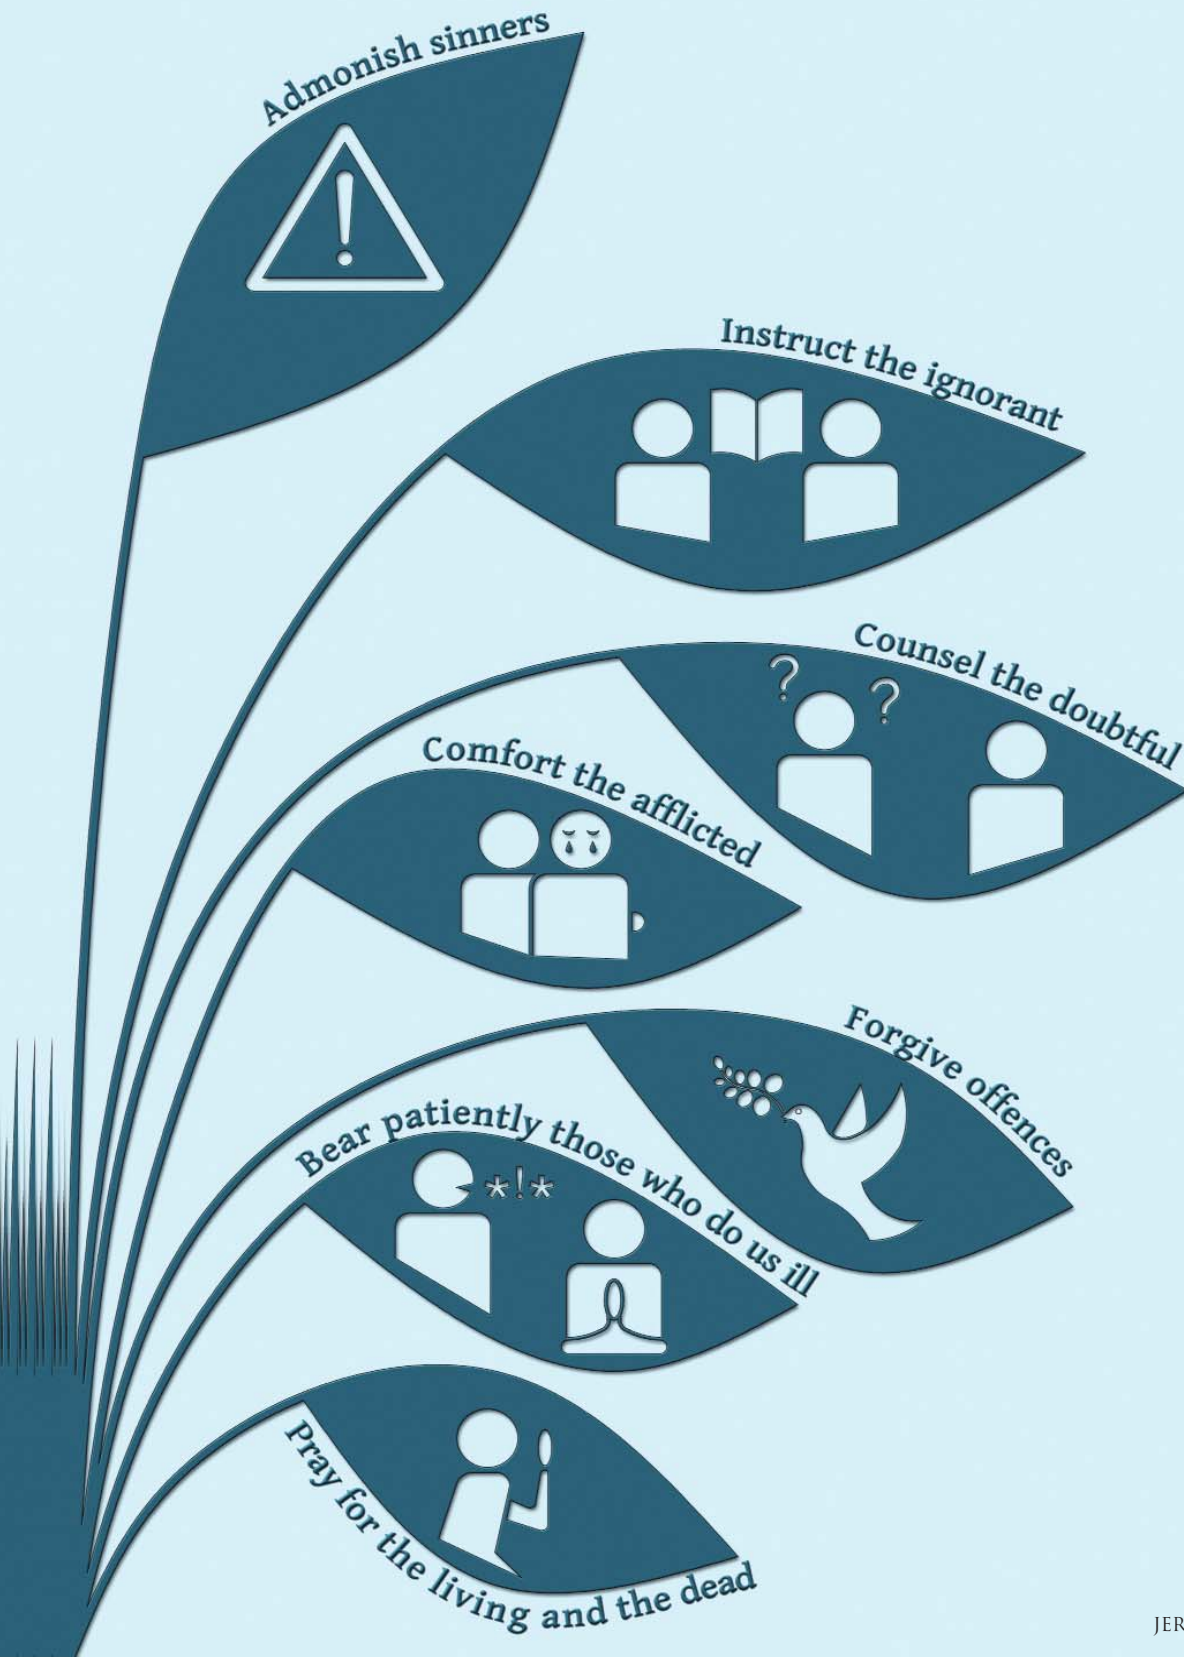 Admonish sinners
!
Instruct the ignorant
Counsel the doubtful
? ?
Comfort the afflicted
Forgive offences
Bear patiently those who do us ill
*!*
Pray for the living and the dead
JER